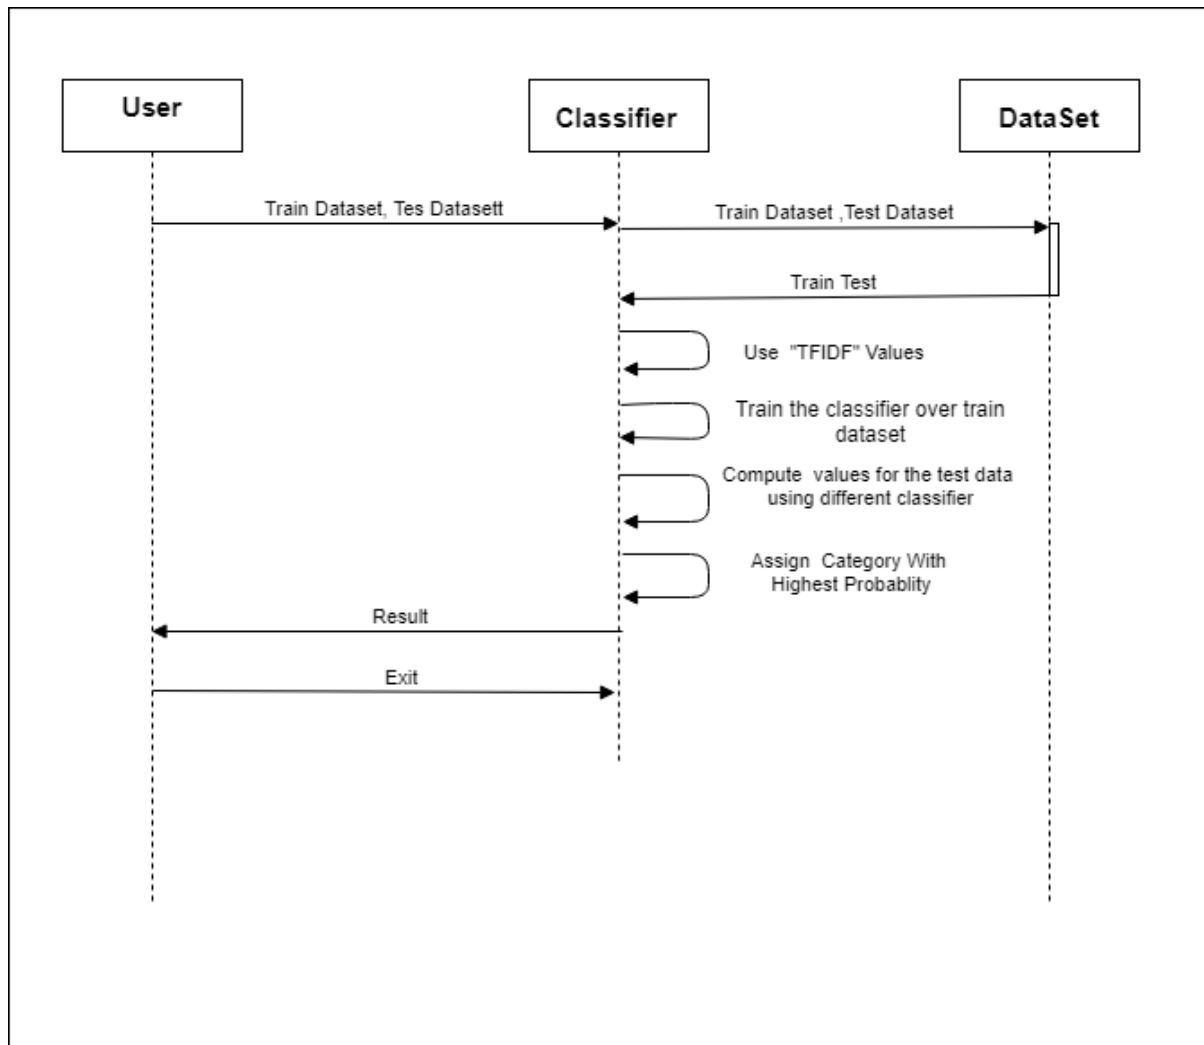 User
Classifier
DataSet
Train Dataset, Tes Datasett
Train Dataset ,Test Dataset
Train Test
Use "TFIDF" Values
Train the classifier over train
dataset
Compute values for the test data
using different classifier
Assign Category With
Highest Probablity
Result
Exit